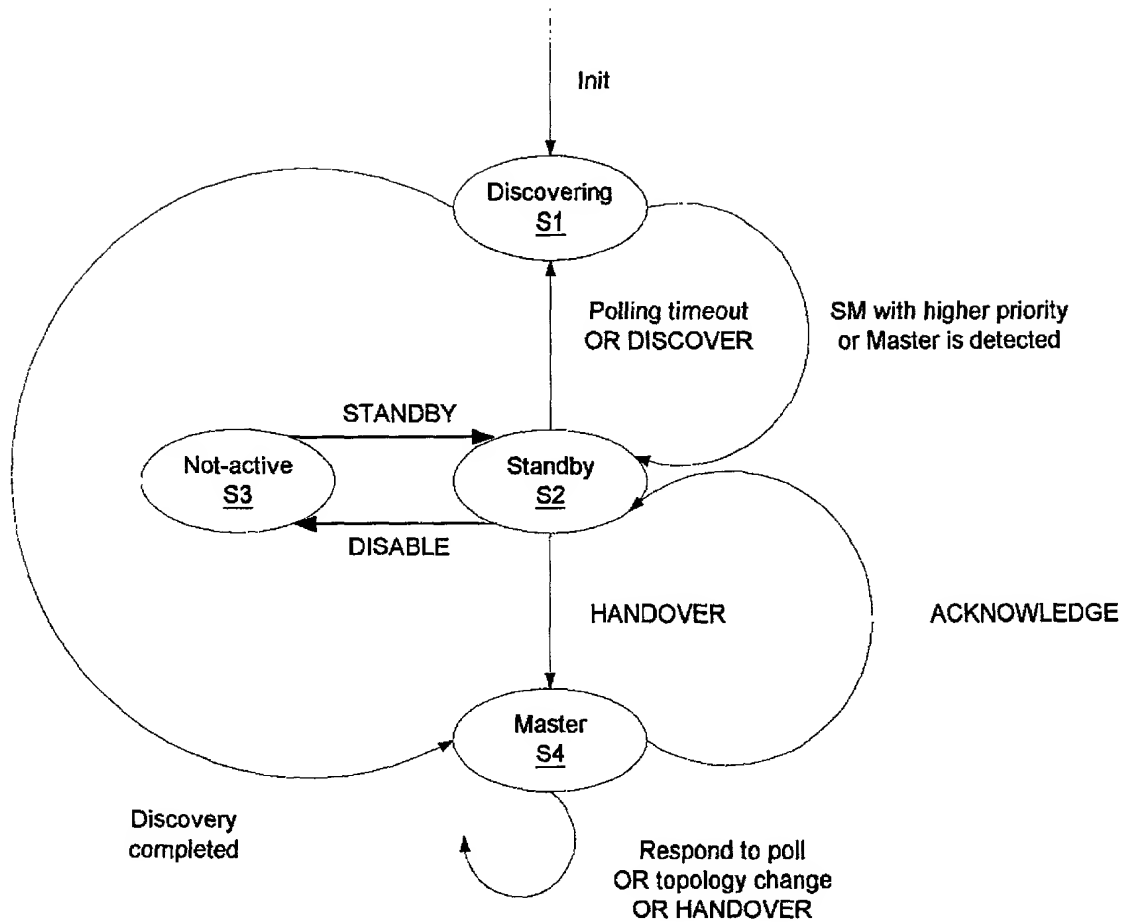 Init
Discovering
S1
Polling timeout
OR DISCOVER
SM with higher priority
or Master is detected
STANDBY
Not-active
S3
Standby
S2
DISABLE
HANDOVER
ACKNOWLEDGE
Master
S4
Discovery
completed
Respond to poll
OR topology change
OR HANDOVER